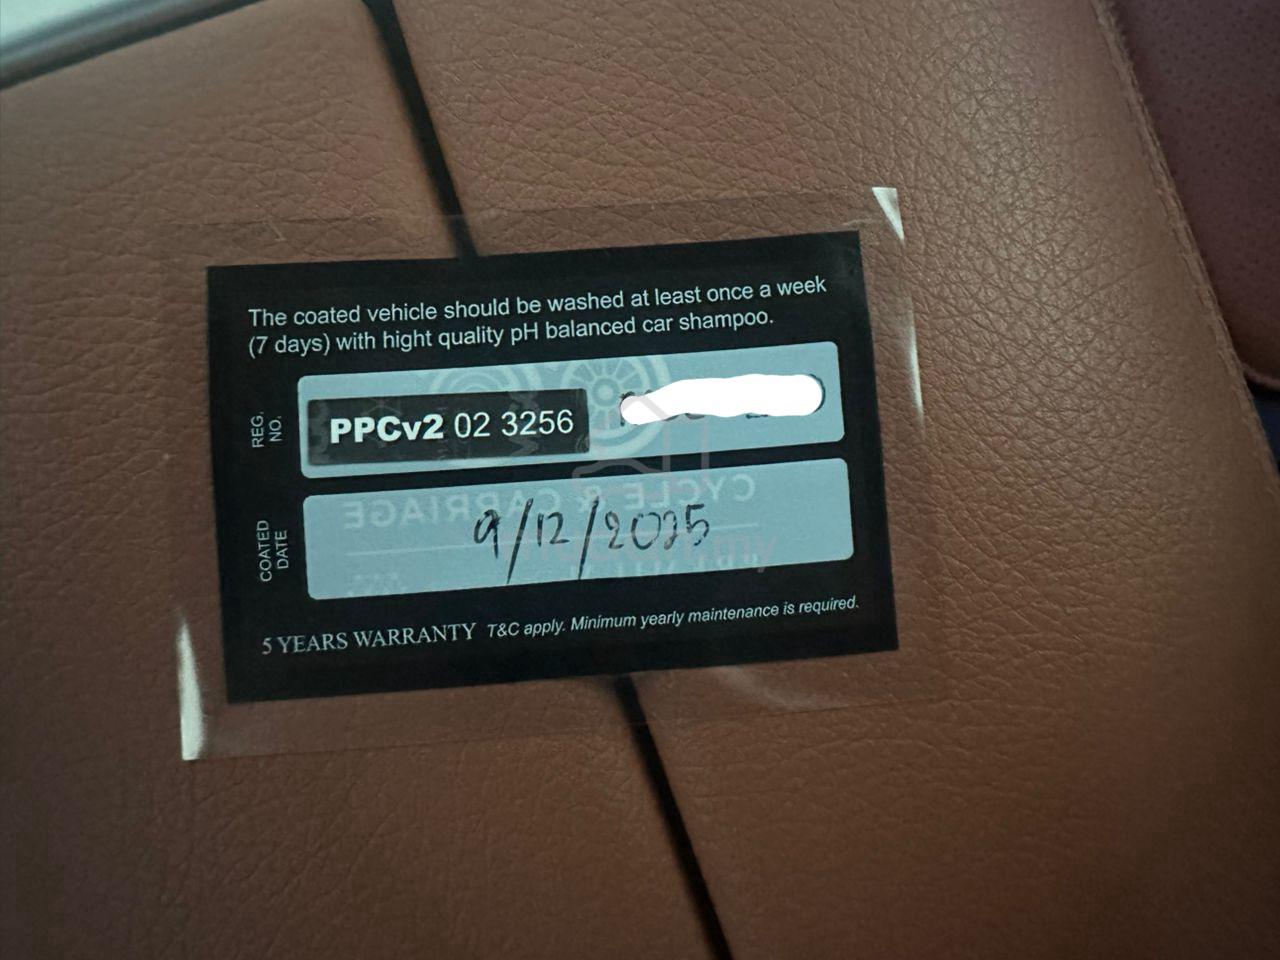 The coated vehicle should be washed at least once a week
(7 days) with hight quality pH balanced car shampoo.
REG. NO.
PPCv2 02 3256
CYCLE & CARRIAGE
COATED DATE
9/12/2025
5 YEARS WARRANTY T&C apply. Minimum yearly maintenance is required.